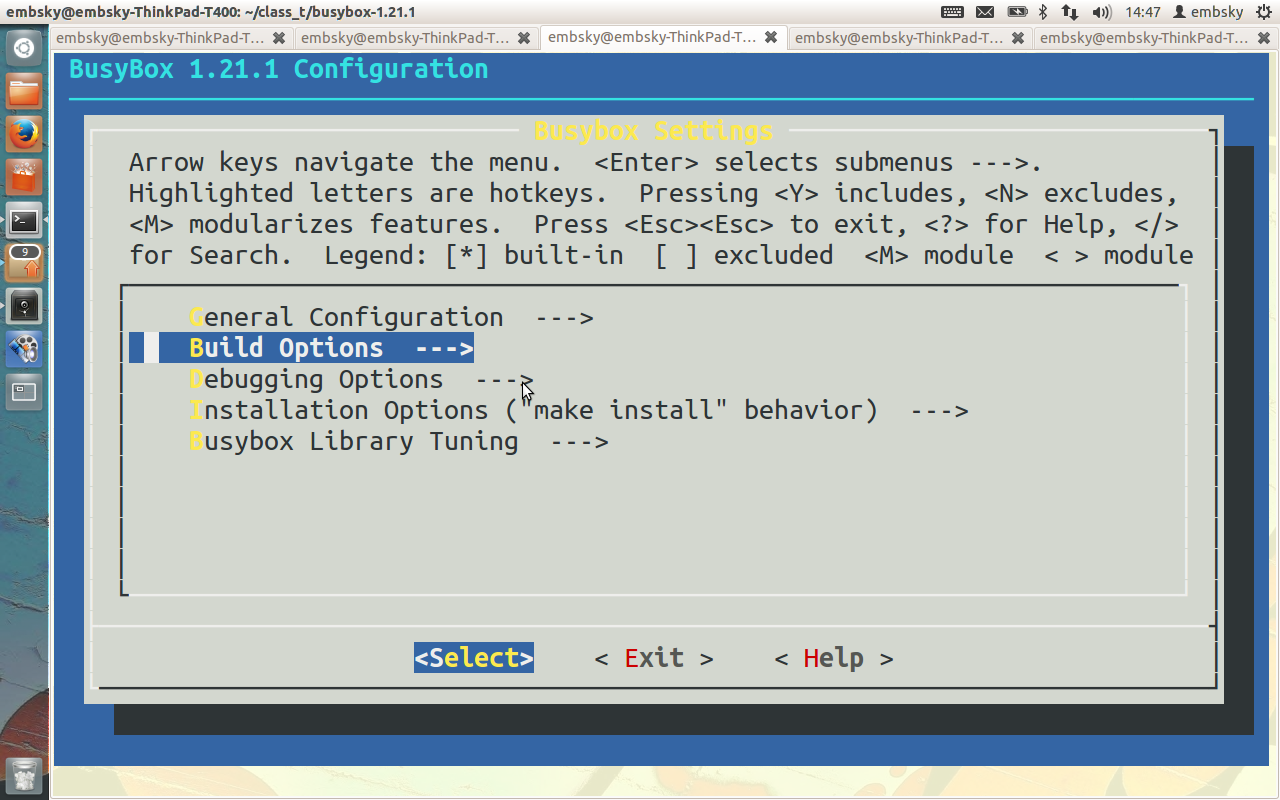 embsky@embsky-ThinkPad-T400: ~/class_t/busybox-1.21.1
14:47 embsky
embsky@embsky-ThinkPad-T... embsky@embsky-ThinkPad-T... embsky@embsky-ThinkPad-T... embsky@embsky-ThinkPad-T... embsky@embsky-ThinkPad-T...
BusyBox 1.21.1 Configuration
Busybox Settings
Arrow keys navigate the menu.  <Enter> selects submenus --->.
Highlighted letters are hotkeys.  Pressing <Y> includes, <N> excludes,
<M> modularizes features.  Press <Esc><Esc> to exit, <?> for Help, </>
for Search.  Legend: [*] built-in  [ ] excluded  <M> module  < > module
General Configuration  --->
Build Options  --->
Debugging Options  --->
Installation Options ("make install" behavior)  --->
Busybox Library Tuning  --->
<Select>    < Exit >    < Help >
9